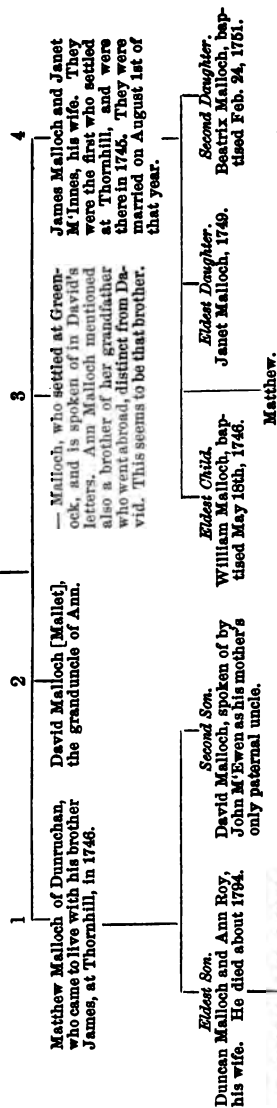 1
2
3
4
Matthew Malloch of Dunruchan,
who came to live with his brother
James, at Thornhill, in 1746.
David Malloch [Mallet],
the granduncle of Ann.
— Malloch, who settled at Green-
ock, and is spoken of in David's
letters. Ann Malloch mentioned
also a brother of her grandfather
who went abroad, distinct from Da-
vid. This seems to be that brother.
James Malloch and Janet
M'Innes, his wife. They
were the first who settled
at Thornhill, and were
there in 1745. They were
married on August 1st of
that year.
Eldest Son.
Duncan Malloch and Ann Roy,
his wife. He died about 1794.
Second Son.
David Malloch, spoken of by
John M'Ewen as his mother's
only paternal uncle.
Eldest Child.
William Malloch, bap-
tised May 18th, 1746.
Matthew.
Eldest Daughter.
Janet Malloch, 1749.
Second Daughter.
Beatrix Malloch, bap-
tised Feb. 24, 1751.